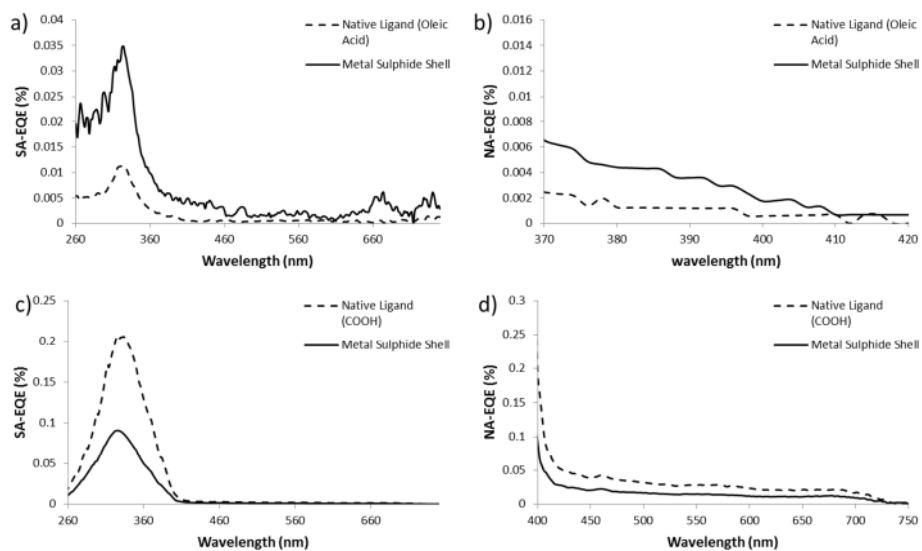 a)
0.04
0.035
0.03
0.025
0.02
0.015
0.01
0.005
0
SA-EQE (%)
260 360 460 560 660
Wavelength (nm)
Native Ligand (Oleic
Acid)
Metal Sulphide Shell
b)
0.016
0.014
0.012
0.01
0.008
0.006
0.004
0.002
0
NA-EQE (%)
370 380 390 400 410 420
wavelength (nm)
Native Ligand (Oleic
Acid)
Metal Sulphide Shell
c)
0.25
0.2
0.15
0.1
0.05
0
SA-EQE (%)
260 360 460 560 660
Wavelength (nm)
Native Ligand
(COOH)
Metal Sulphide Shell
d)
0.3
0.25
0.2
0.15
0.1
0.05
0
NA-EQE (%)
400 450 500 550 600 650 700 750
Wavelength (nm)
Native Ligand
(COOH)
Metal Sulphide Shell